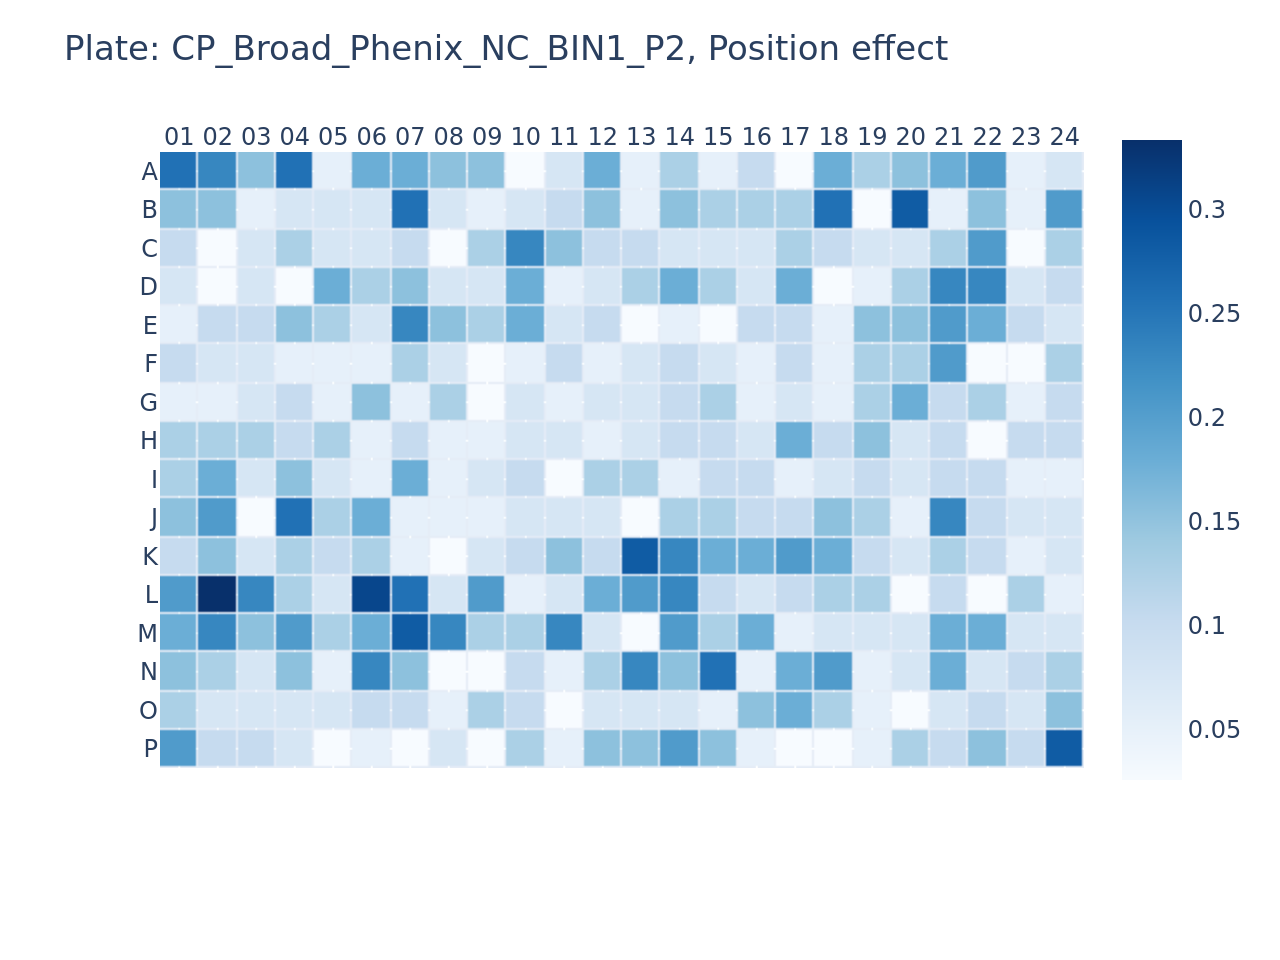 Plate: CP_Broad_Phenix_NC_BIN1_P2, Position effect
01 02 03 04 05 06 07 08 09 10 11 12 13 14 15 16 17 18 19 20 21 22 23 24
A
B
C
D
E
F
G
H
I
J
K
L
M
N
O
P
0.3
0.25
0.2
0.15
0.1
0.05